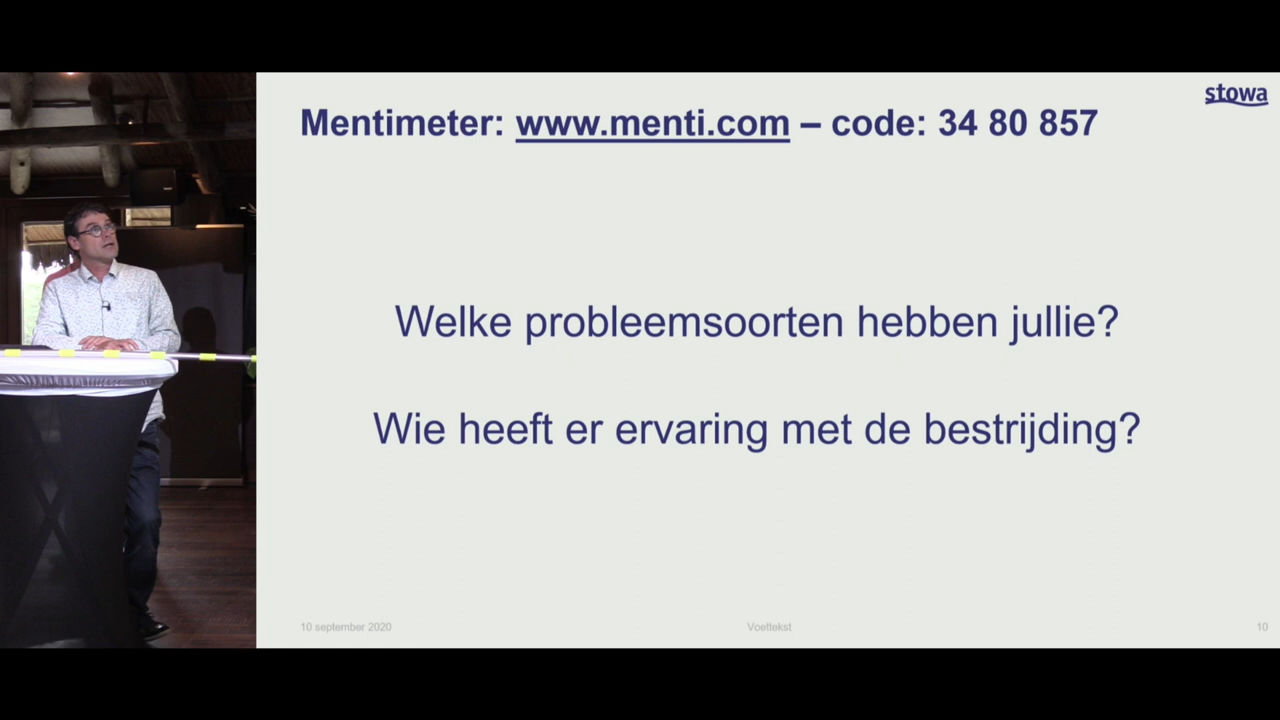 stowa
Mentimeter: www.menti.com – code: 34 80 857
Welke probleemsoorten hebben jullie?
Wie heeft er ervaring met de bestrijding?
10 september 2020
Voettekst
10